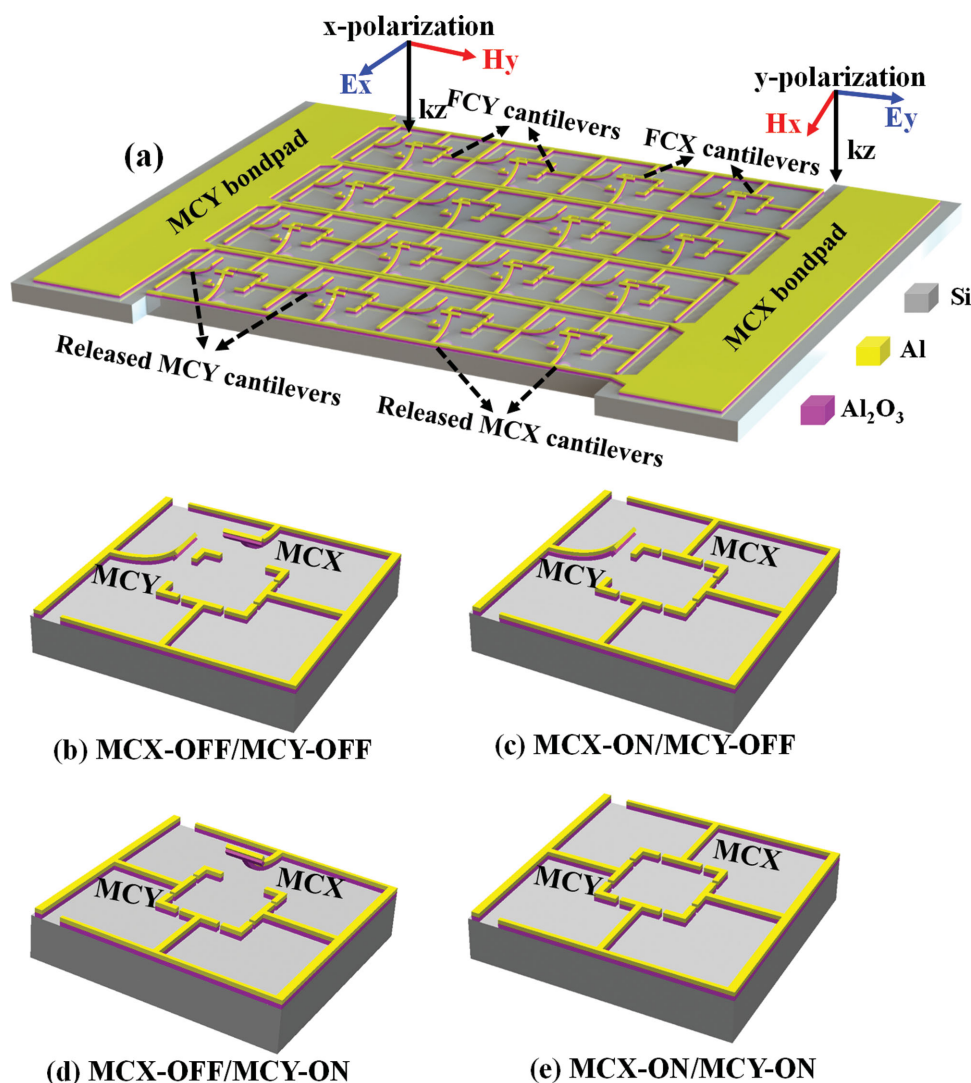 x-polarization
Hy
Ex
kz
y-polarization
Hx
Ey
kz
(a)
FCY cantilevers
FCX cantilevers
MCY bondpad
MCX bondpad
Si
Al
Al₂O₃
Released MCY cantilevers
Released MCX cantilevers
MCX
MCY
(b) MCX-OFF/MCY-OFF
MCX
MCY
(c) MCX-ON/MCY-OFF
MCX
MCY
(d) MCX-OFF/MCY-ON
MCX
MCY
(e) MCX-ON/MCY-ON